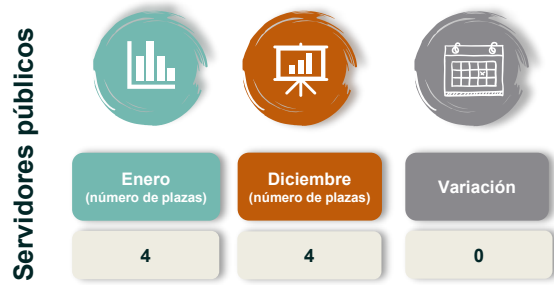 Servidores públicos
Enero
(número de plazas)
Diciembre
(número de plazas)
Variación
4
4
0